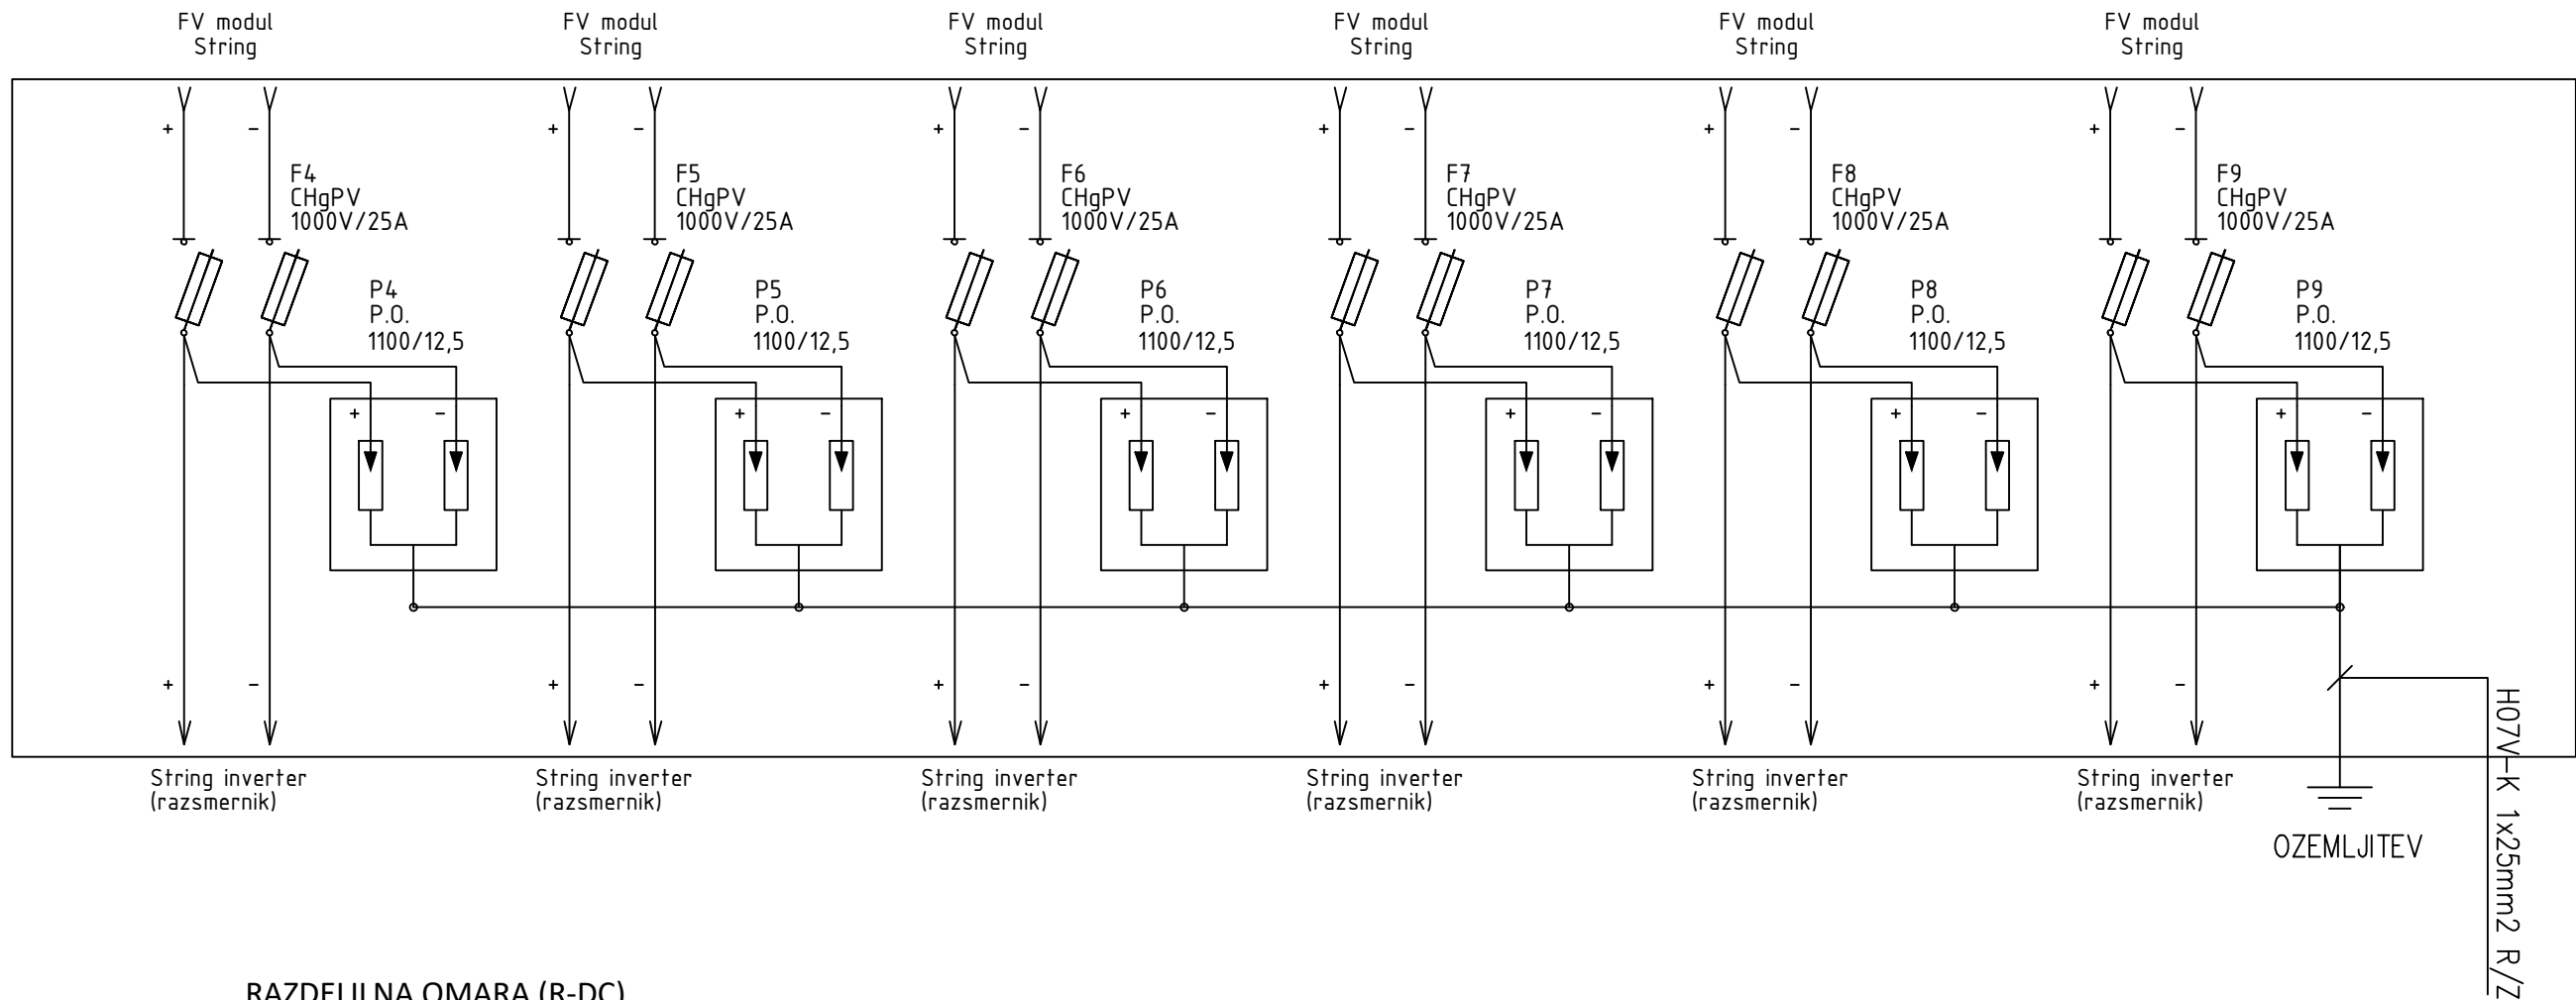 FV modul
String
FV modul
String
FV modul
String
FV modul
String
FV modul
String
FV modul
String
+ -
+ -
+ -
+ -
+ -
+ -
F4
CHgPV
1000V/25A
F5
CHgPV
1000V/25A
F6
CHgPV
1000V/25A
F7
CHgPV
1000V/25A
F8
CHgPV
1000V/25A
F9
CHgPV
1000V/25A
P4
P.O.
1100/12,5
P5
P.O.
1100/12,5
P6
P.O.
1100/12,5
P7
P.O.
1100/12,5
P8
P.O.
1100/12,5
P9
P.O.
1100/12,5
+ -
+ -
+ -
+ -
+ -
+ -
+ -
+ -
+ -
+ -
+ -
+ -
String inverter
(razsmernik)
String inverter
(razsmernik)
String inverter
(razsmernik)
String inverter
(razsmernik)
String inverter
(razsmernik)
String inverter
(razsmernik)
OZEMLJITEV
H07V-K 1x25mm2 R/Z
RAZDELILNA OMARA (R-DC)